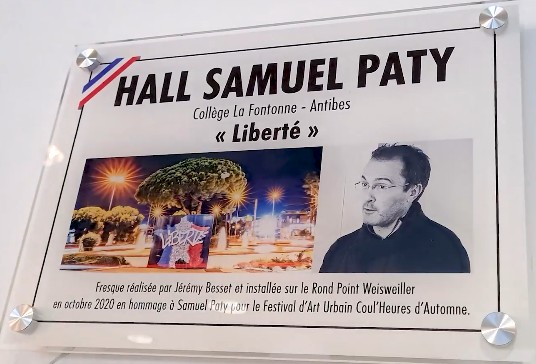 HALL SAMUEL PATY
Collège La Fontonne - Antibes
« Liberté »
LIBERTÉ
Fresque réalisée par Jérémy Besset et installée sur le Rond Point Weisweiller
en octobre 2020 en hommage à Samuel Paty pour le Festival d'Art Urbain Coul'Heures d'Automne.